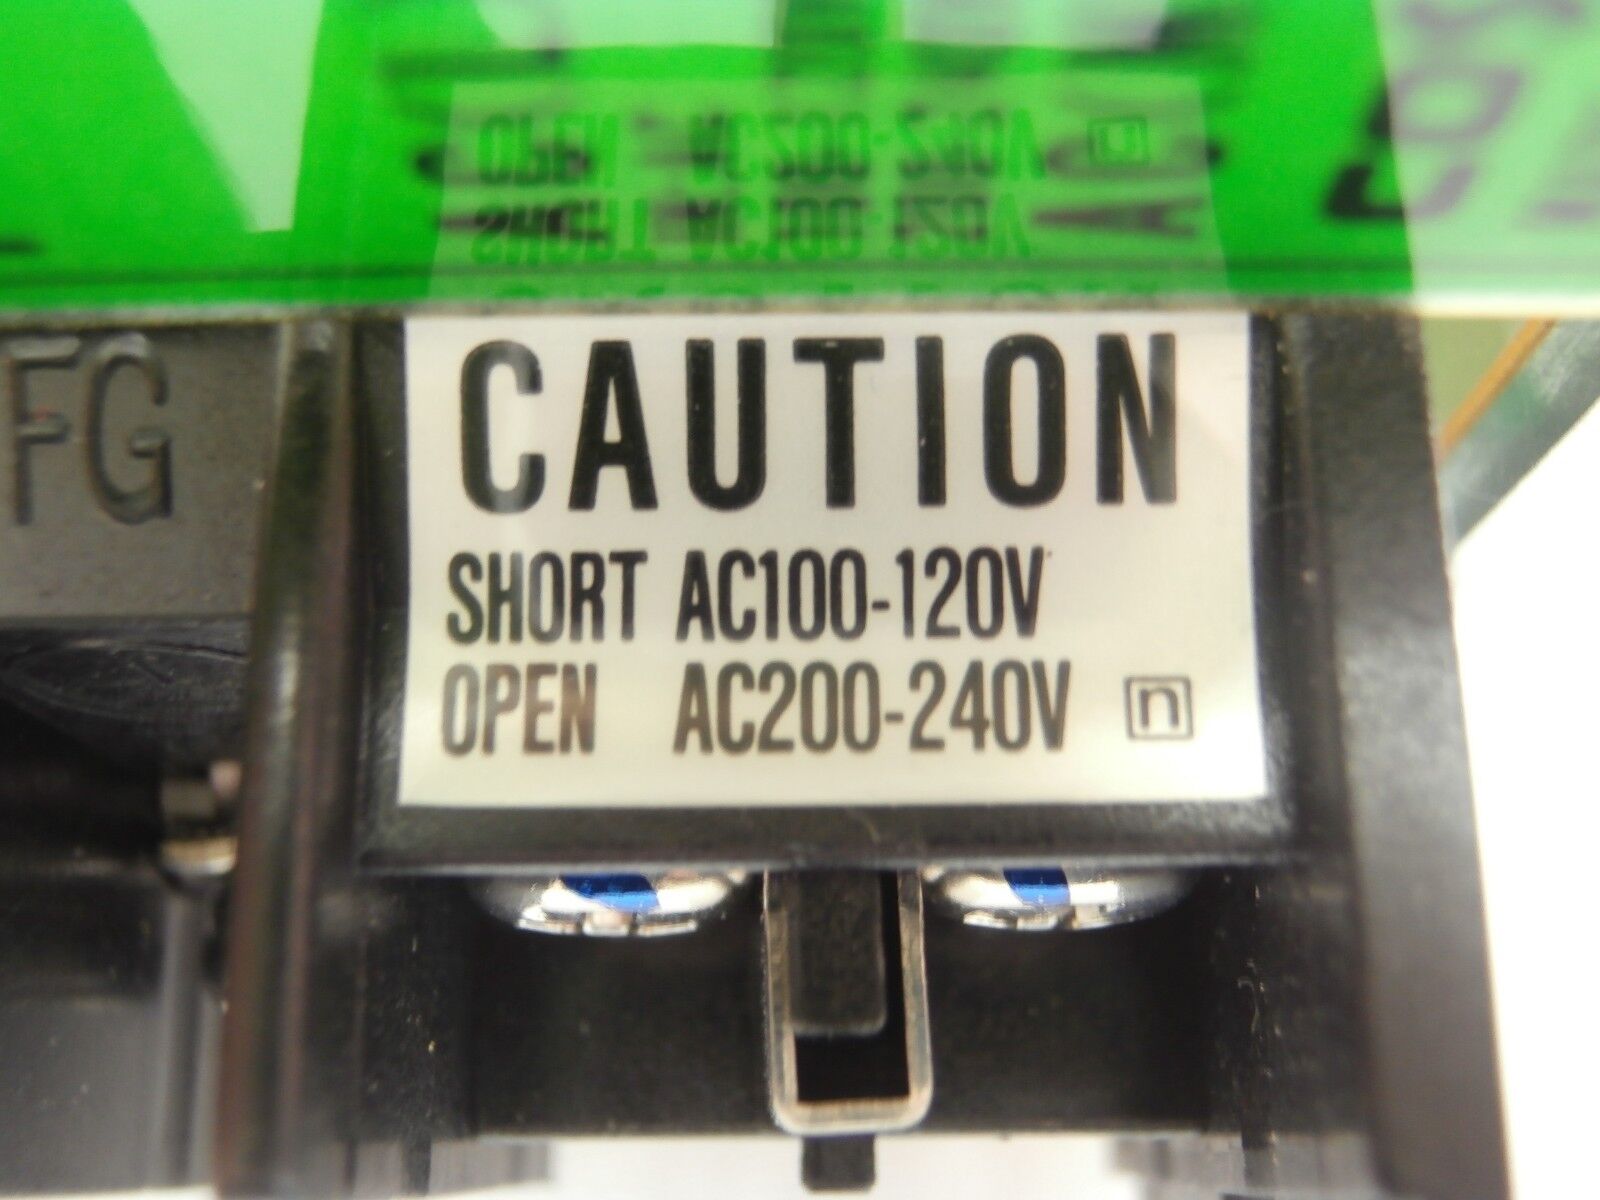 FG
CAUTION
SHORT AC100-120V
OPEN AC200-240V n